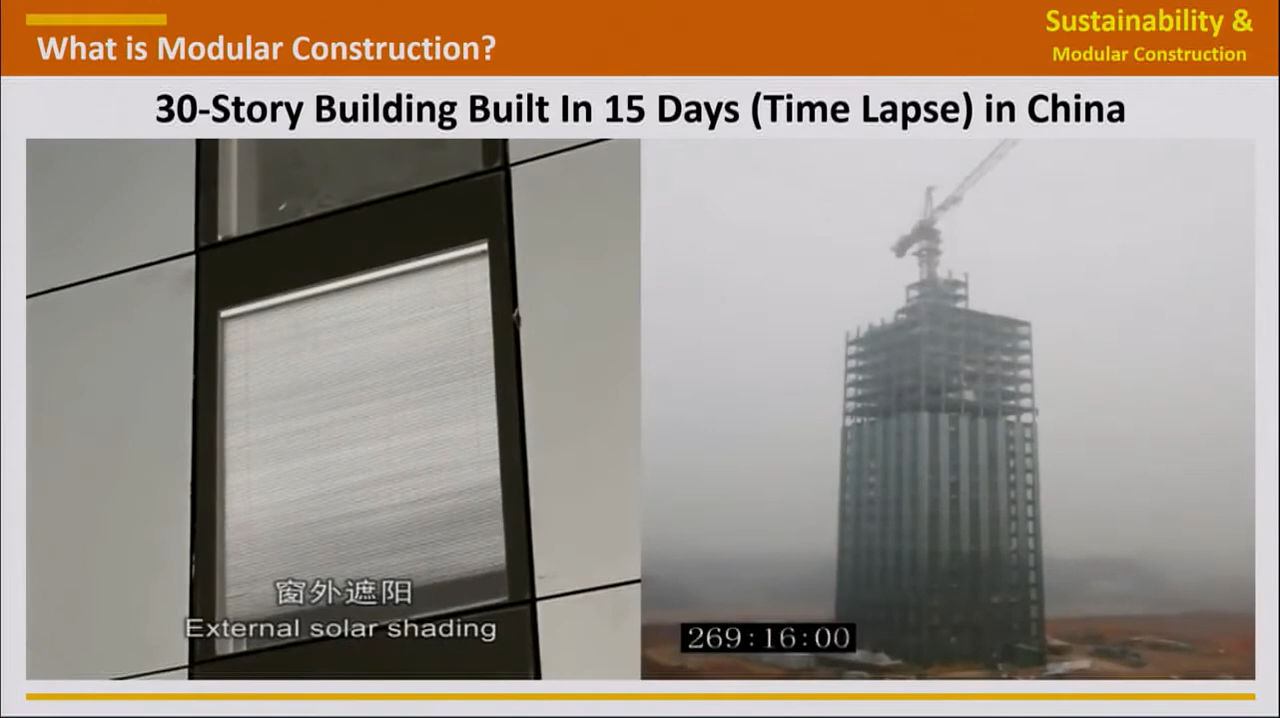 What is Modular Construction?
Sustainability &
Modular Construction
30-Story Building Built In 15 Days (Time Lapse) in China
窗外遮阳
External solar shading
269:16:00